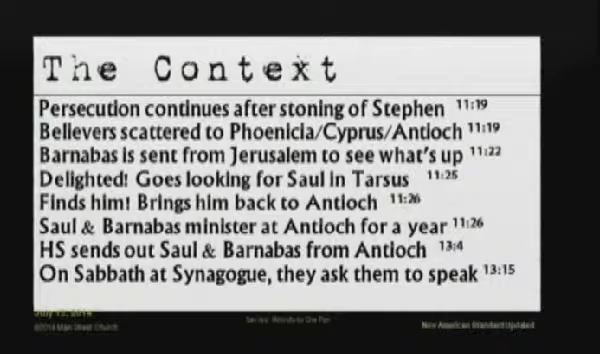 The Context
Persecution continues after stoning of Stephen 11:19
Believers scattered to Phoenicia/Cyprus/Antioch 11:19
Barnabas is sent from Jerusalem to see what's up 11:22
Delighted! Goes looking for Saul in Tarsus 11:25
Finds him! Brings him back to Antioch 11:26
Saul & Barnabas minister at Antioch for a year 11:26
HS sends out Saul & Barnabas from Antioch 13:4
On Sabbath at Synagogue, they ask them to speak 13:15
©2014 Main Street Church
New American Standard Updated